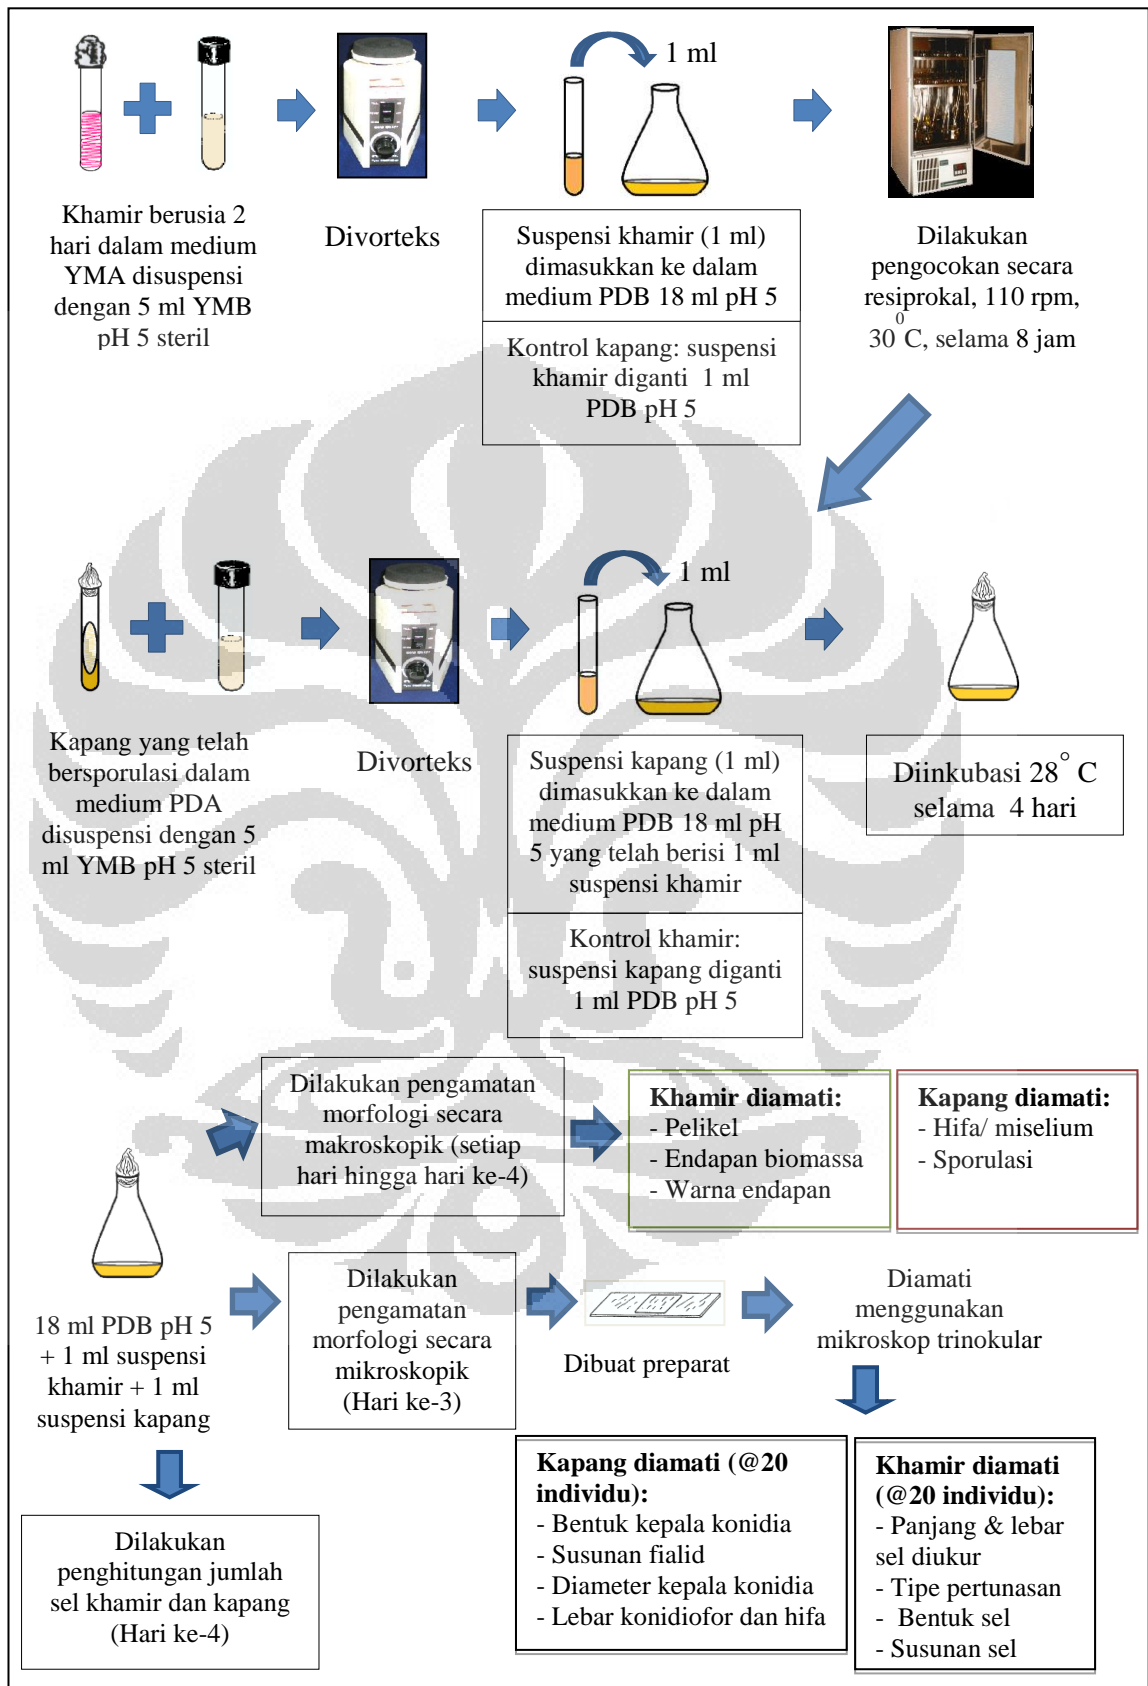 1 ml
Khamir berusia 2
hari dalam medium
YMA disuspensi
dengan 5 ml YMB
pH 5 steril
Divorteks
Suspensi khamir (1 ml)
dimasukkan ke dalam
medium PDB 18 ml pH 5
Kontrol kapang: suspensi
khamir diganti 1 ml
PDB pH 5
Dilakukan
pengocokan secara
resiprokal, 110 rpm,
30⁰C, selama 8 jam
1 ml
Kapang yang telah
bersporulasi dalam
medium PDA
disuspensi dengan 5
ml YMB pH 5 steril
Divorteks
Suspensi kapang (1 ml)
dimasukkan ke dalam
medium PDB 18 ml pH
5 yang telah berisi 1 ml
suspensi khamir
Kontrol khamir:
suspensi kapang diganti
1 ml PDB pH 5
Diinkubasi 28° C
selama 4 hari
Dilakukan pengamatan
morfologi secara
makroskopik (setiap
hari hingga hari ke-4)
Khamir diamati:
- Pelikel
- Endapan biomassa
- Warna endapan
Kapang diamati:
- Hifa/ miselium
- Sporulasi
18 ml PDB pH 5
+ 1 ml suspensi
khamir + 1 ml
suspensi kapang
Dilakukan
pengamatan
morfologi secara
mikroskopik
(Hari ke-3)
Dibuat preparat
Diamati
menggunakan
mikroskop trinokular
Dilakukan
penghitungan jumlah
sel khamir dan kapang
(Hari ke-4)
Kapang diamati (@20
individu):
- Bentuk kepala konidia
- Susunan fialid
- Diameter kepala konidia
- Lebar konidiofor dan hifa
Khamir diamati
(@20 individu):
- Panjang & lebar
sel diukur
- Tipe pertunasan
- Bentuk sel
- Susunan sel